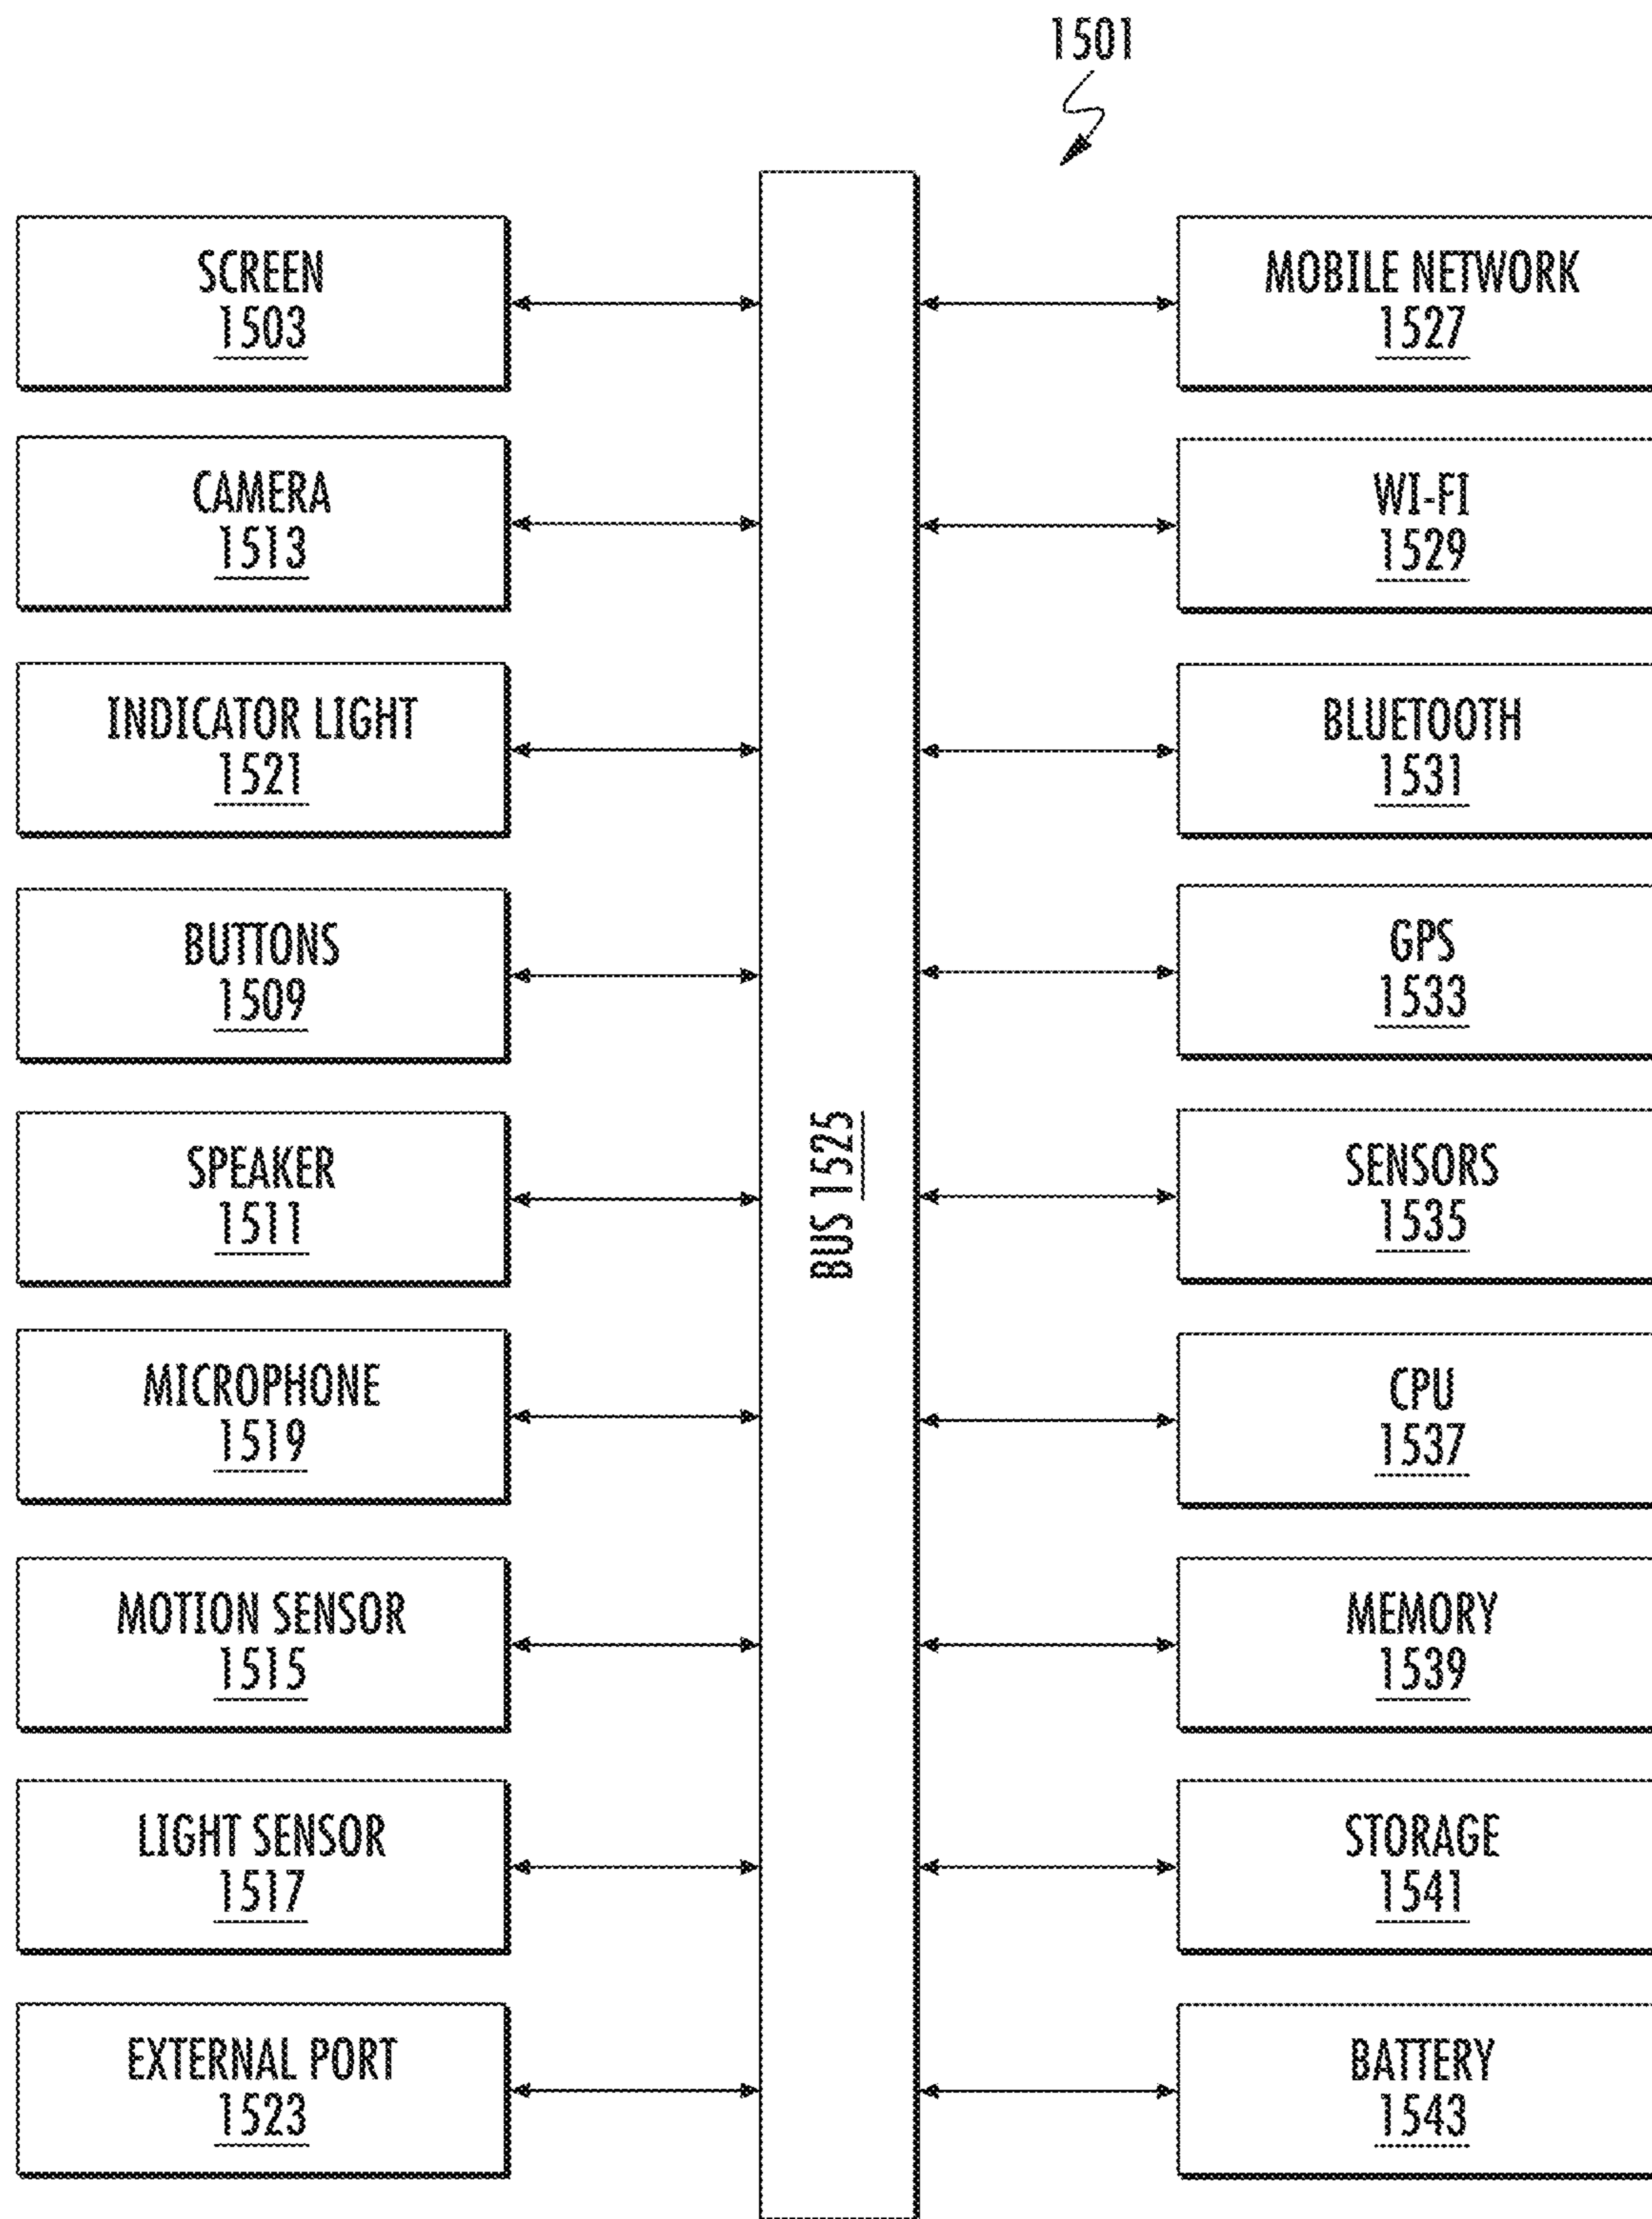 1501
SCREEN
1503
CAMERA
1513
INDICATOR LIGHT
1521
BUTTONS
1509
SPEAKER
1511
MICROPHONE
1519
MOTION SENSOR
1515
LIGHT SENSOR
1517
EXTERNAL PORT
1523
BUS 1525
MOBILE NETWORK
1527
WI-FI
1529
BLUETOOTH
1531
GPS
1533
SENSORS
1535
CPU
1537
MEMORY
1539
STORAGE
1541
BATTERY
1543